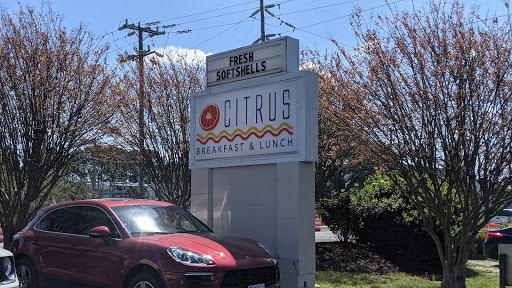 FRESH
SOFTSHELLS
CITRUS
BREAKFAST & LUNCH